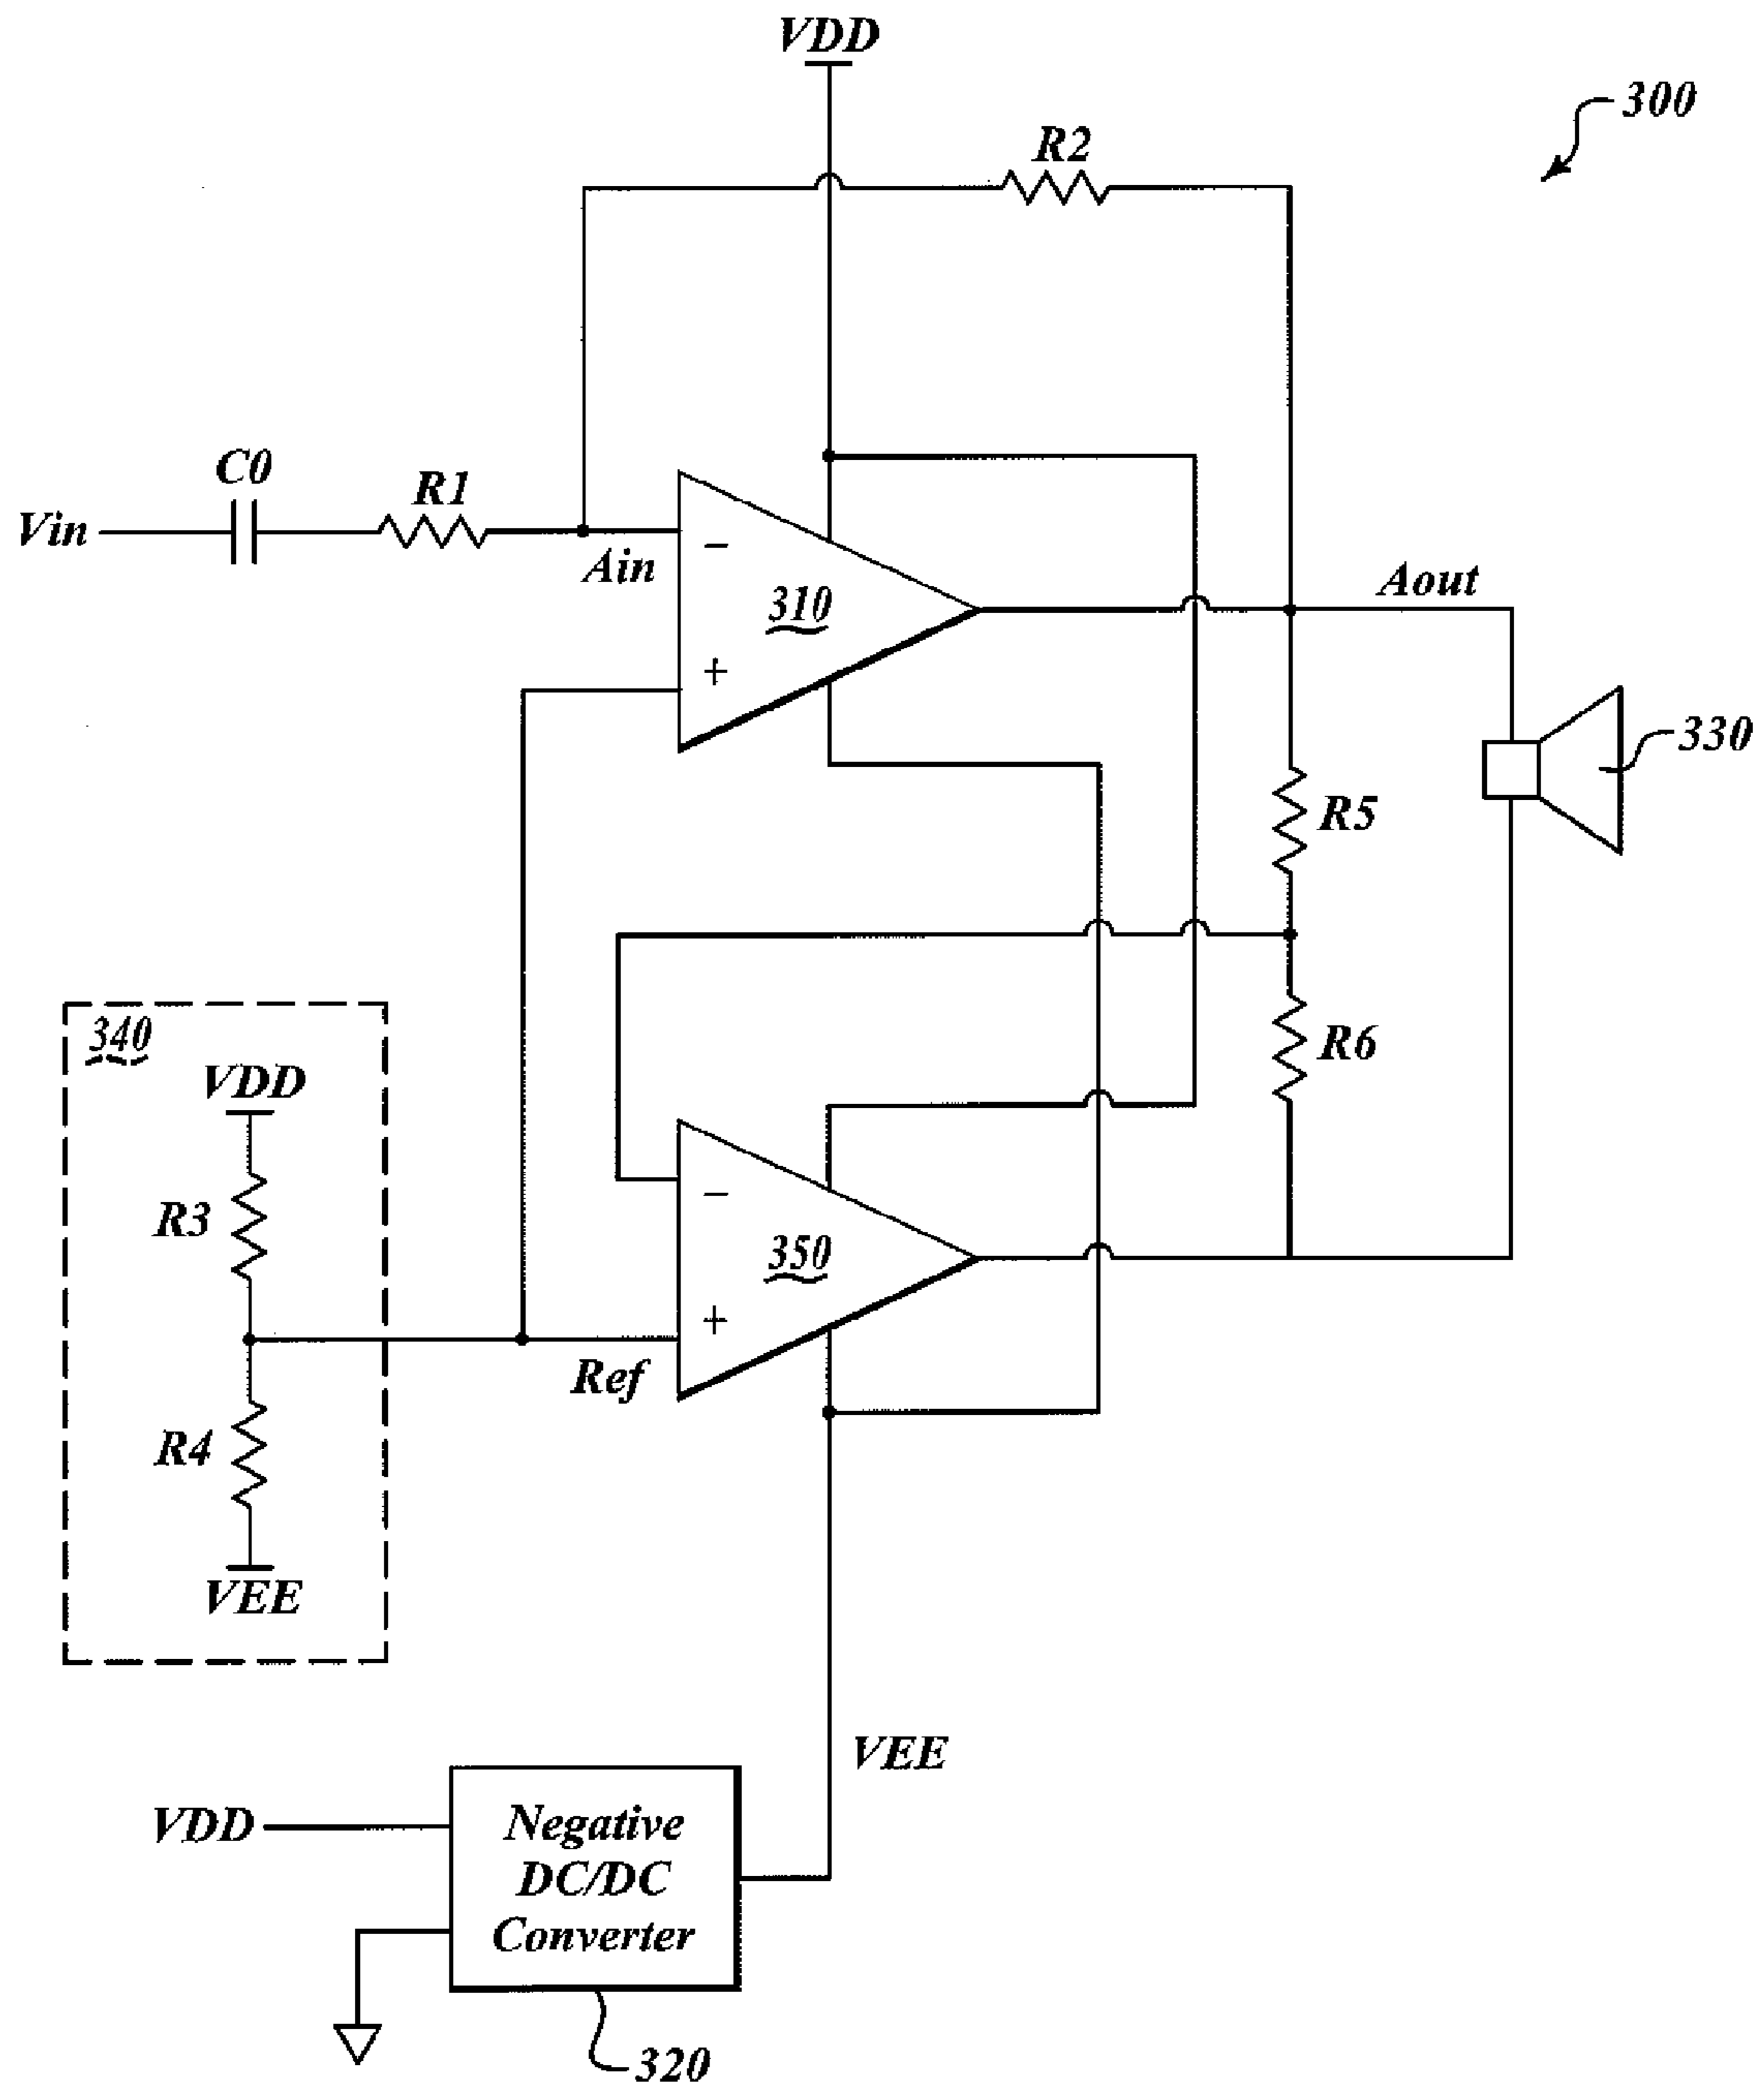 VDD
300
R2
C0
R1
Vin
Ain
−
310
+
Aout
330
R5
340
VDD
R6
R3
−
350
+
Ref
R4
VEE
VEE
VDD
Negative
DC/DC
Converter
320